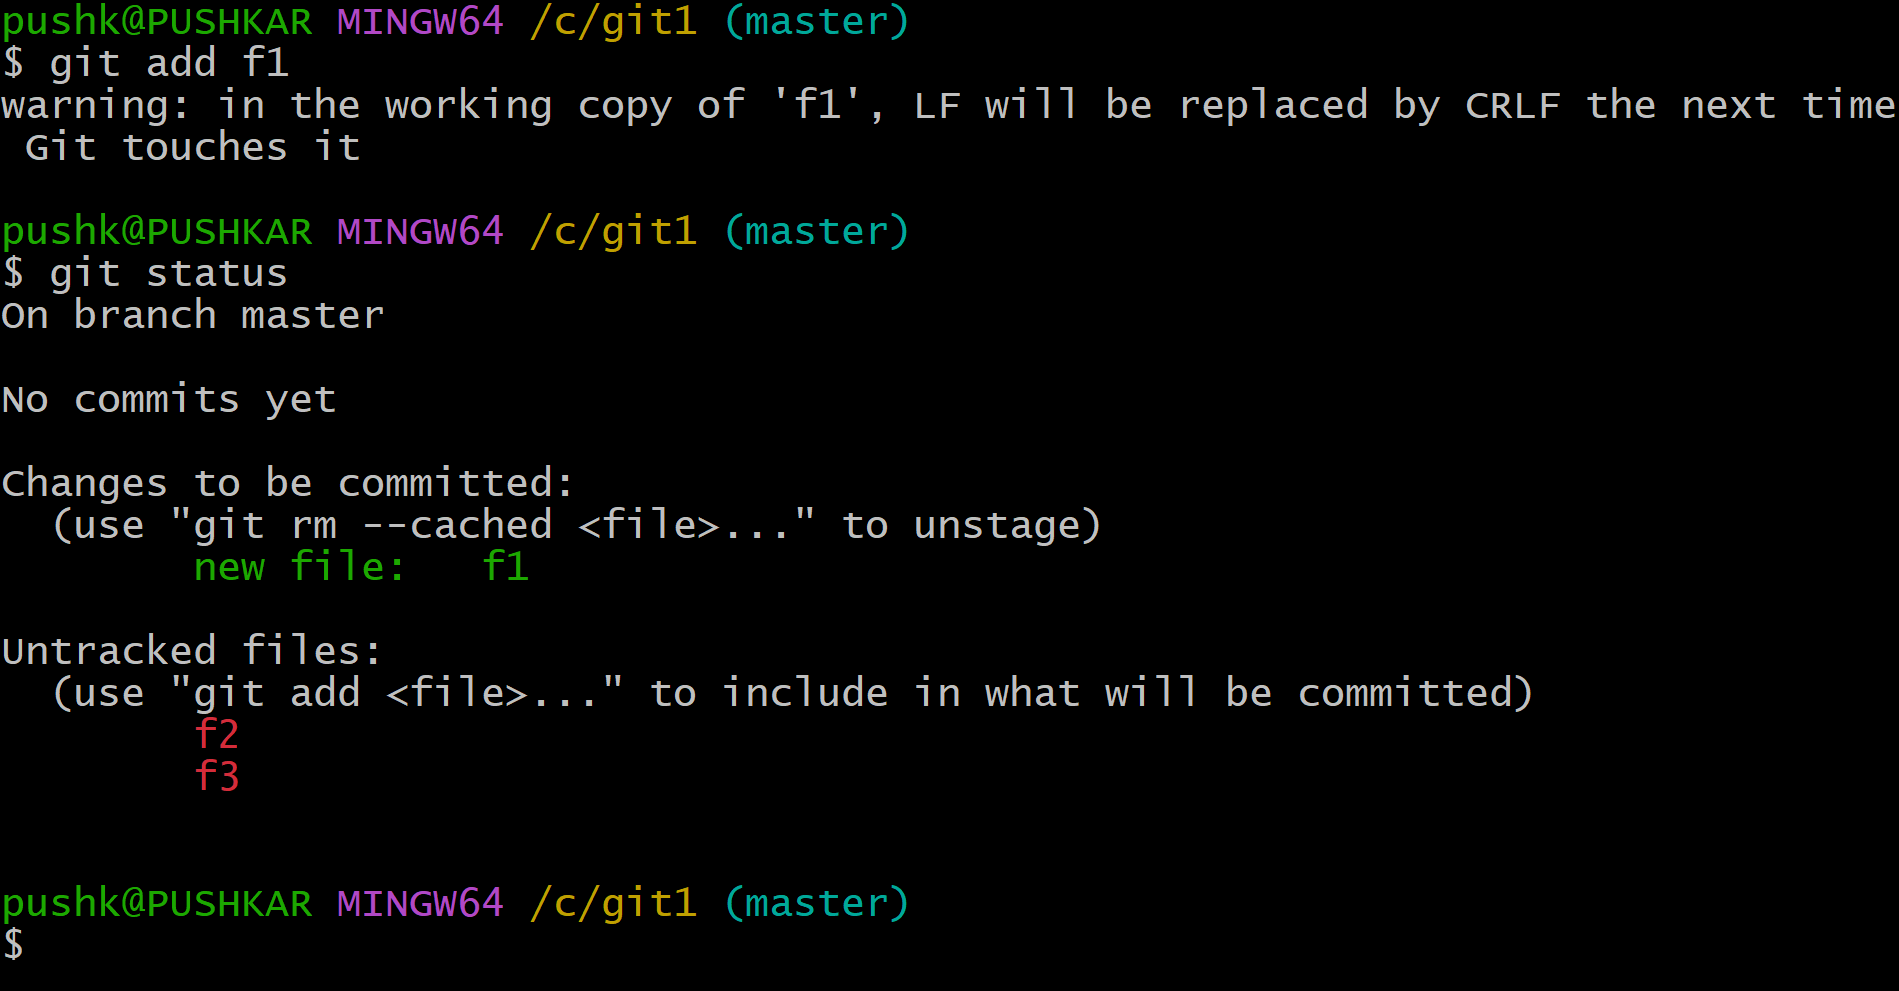 pushk@PUSHKAR MINGW64 /c/git1 (master)
$ git add f1
warning: in the working copy of 'f1', LF will be replaced by CRLF the next time
 Git touches it

pushk@PUSHKAR MINGW64 /c/git1 (master)
$ git status
On branch master

No commits yet

Changes to be committed:
  (use "git rm --cached <file>..." to unstage)
        new file:   f1

Untracked files:
  (use "git add <file>..." to include in what will be committed)
        f2
        f3


pushk@PUSHKAR MINGW64 /c/git1 (master)
$